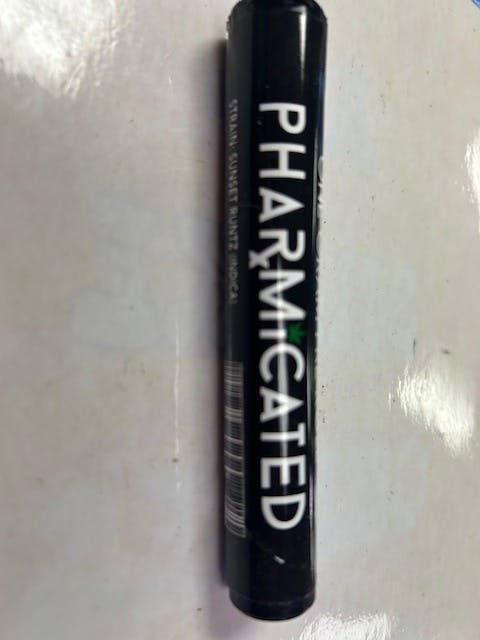 PHARMICATED
STRAIN: SUNSET RUNTZ (INDICA)